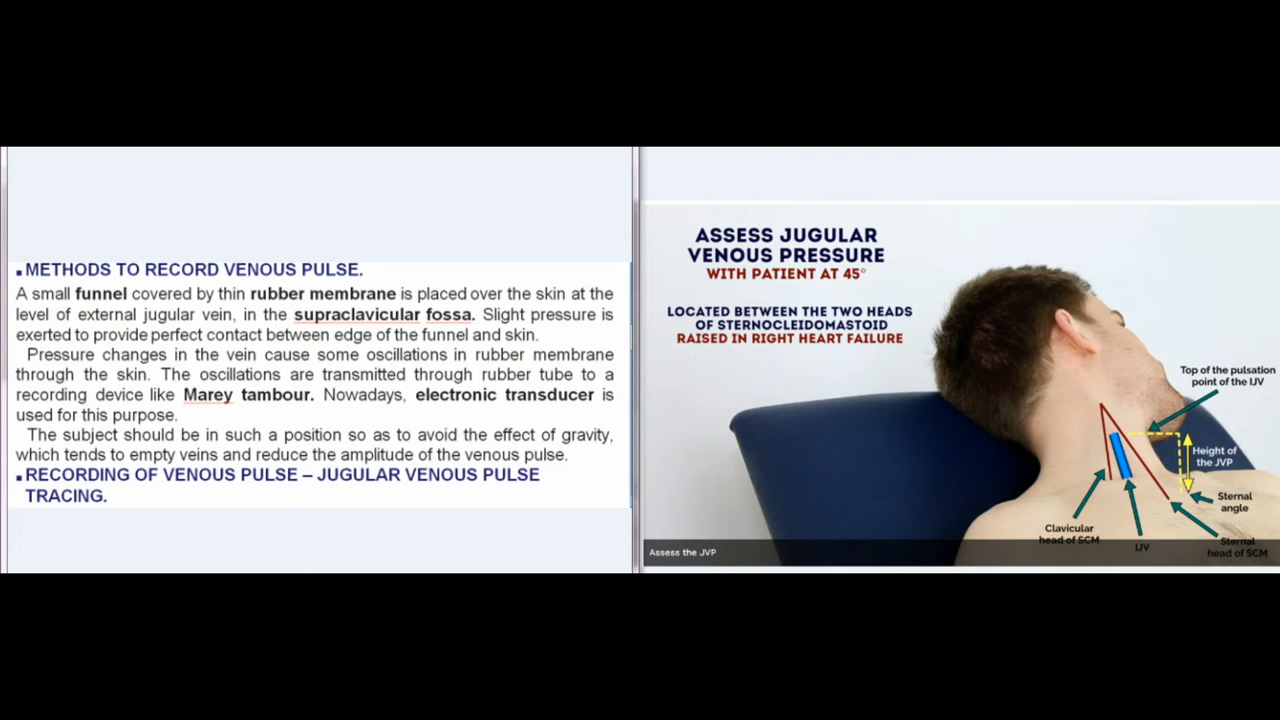 ▪METHODS TO RECORD VENOUS PULSE.
A small funnel covered by thin rubber membrane is placed over the skin at the
level of external jugular vein, in the supraclavicular fossa. Slight pressure is
exerted to provide perfect contact between edge of the funnel and skin.
Pressure changes in the vein cause some oscillations in rubber membrane
through the skin. The oscillations are transmitted through rubber tube to a
recording device like Marey tambour. Nowadays, electronic transducer is
used for this purpose.
The subject should be in such a position so as to avoid the effect of gravity,
which tends to empty veins and reduce the amplitude of the venous pulse.
▪RECORDING OF VENOUS PULSE – JUGULAR VENOUS PULSE
TRACING.
ASSESS JUGULAR
VENOUS PRESSURE
WITH PATIENT AT 45°
LOCATED BETWEEN THE TWO HEADS
OF STERNOCLEIDOMASTOID
RAISED IN RIGHT HEART FAILURE
Top of the pulsation
point of the IJV
Height of
the JVP
Sternal
angle
Clavicular
head of SCM
IJV
Sternal
head of SCM
Assess the JVP